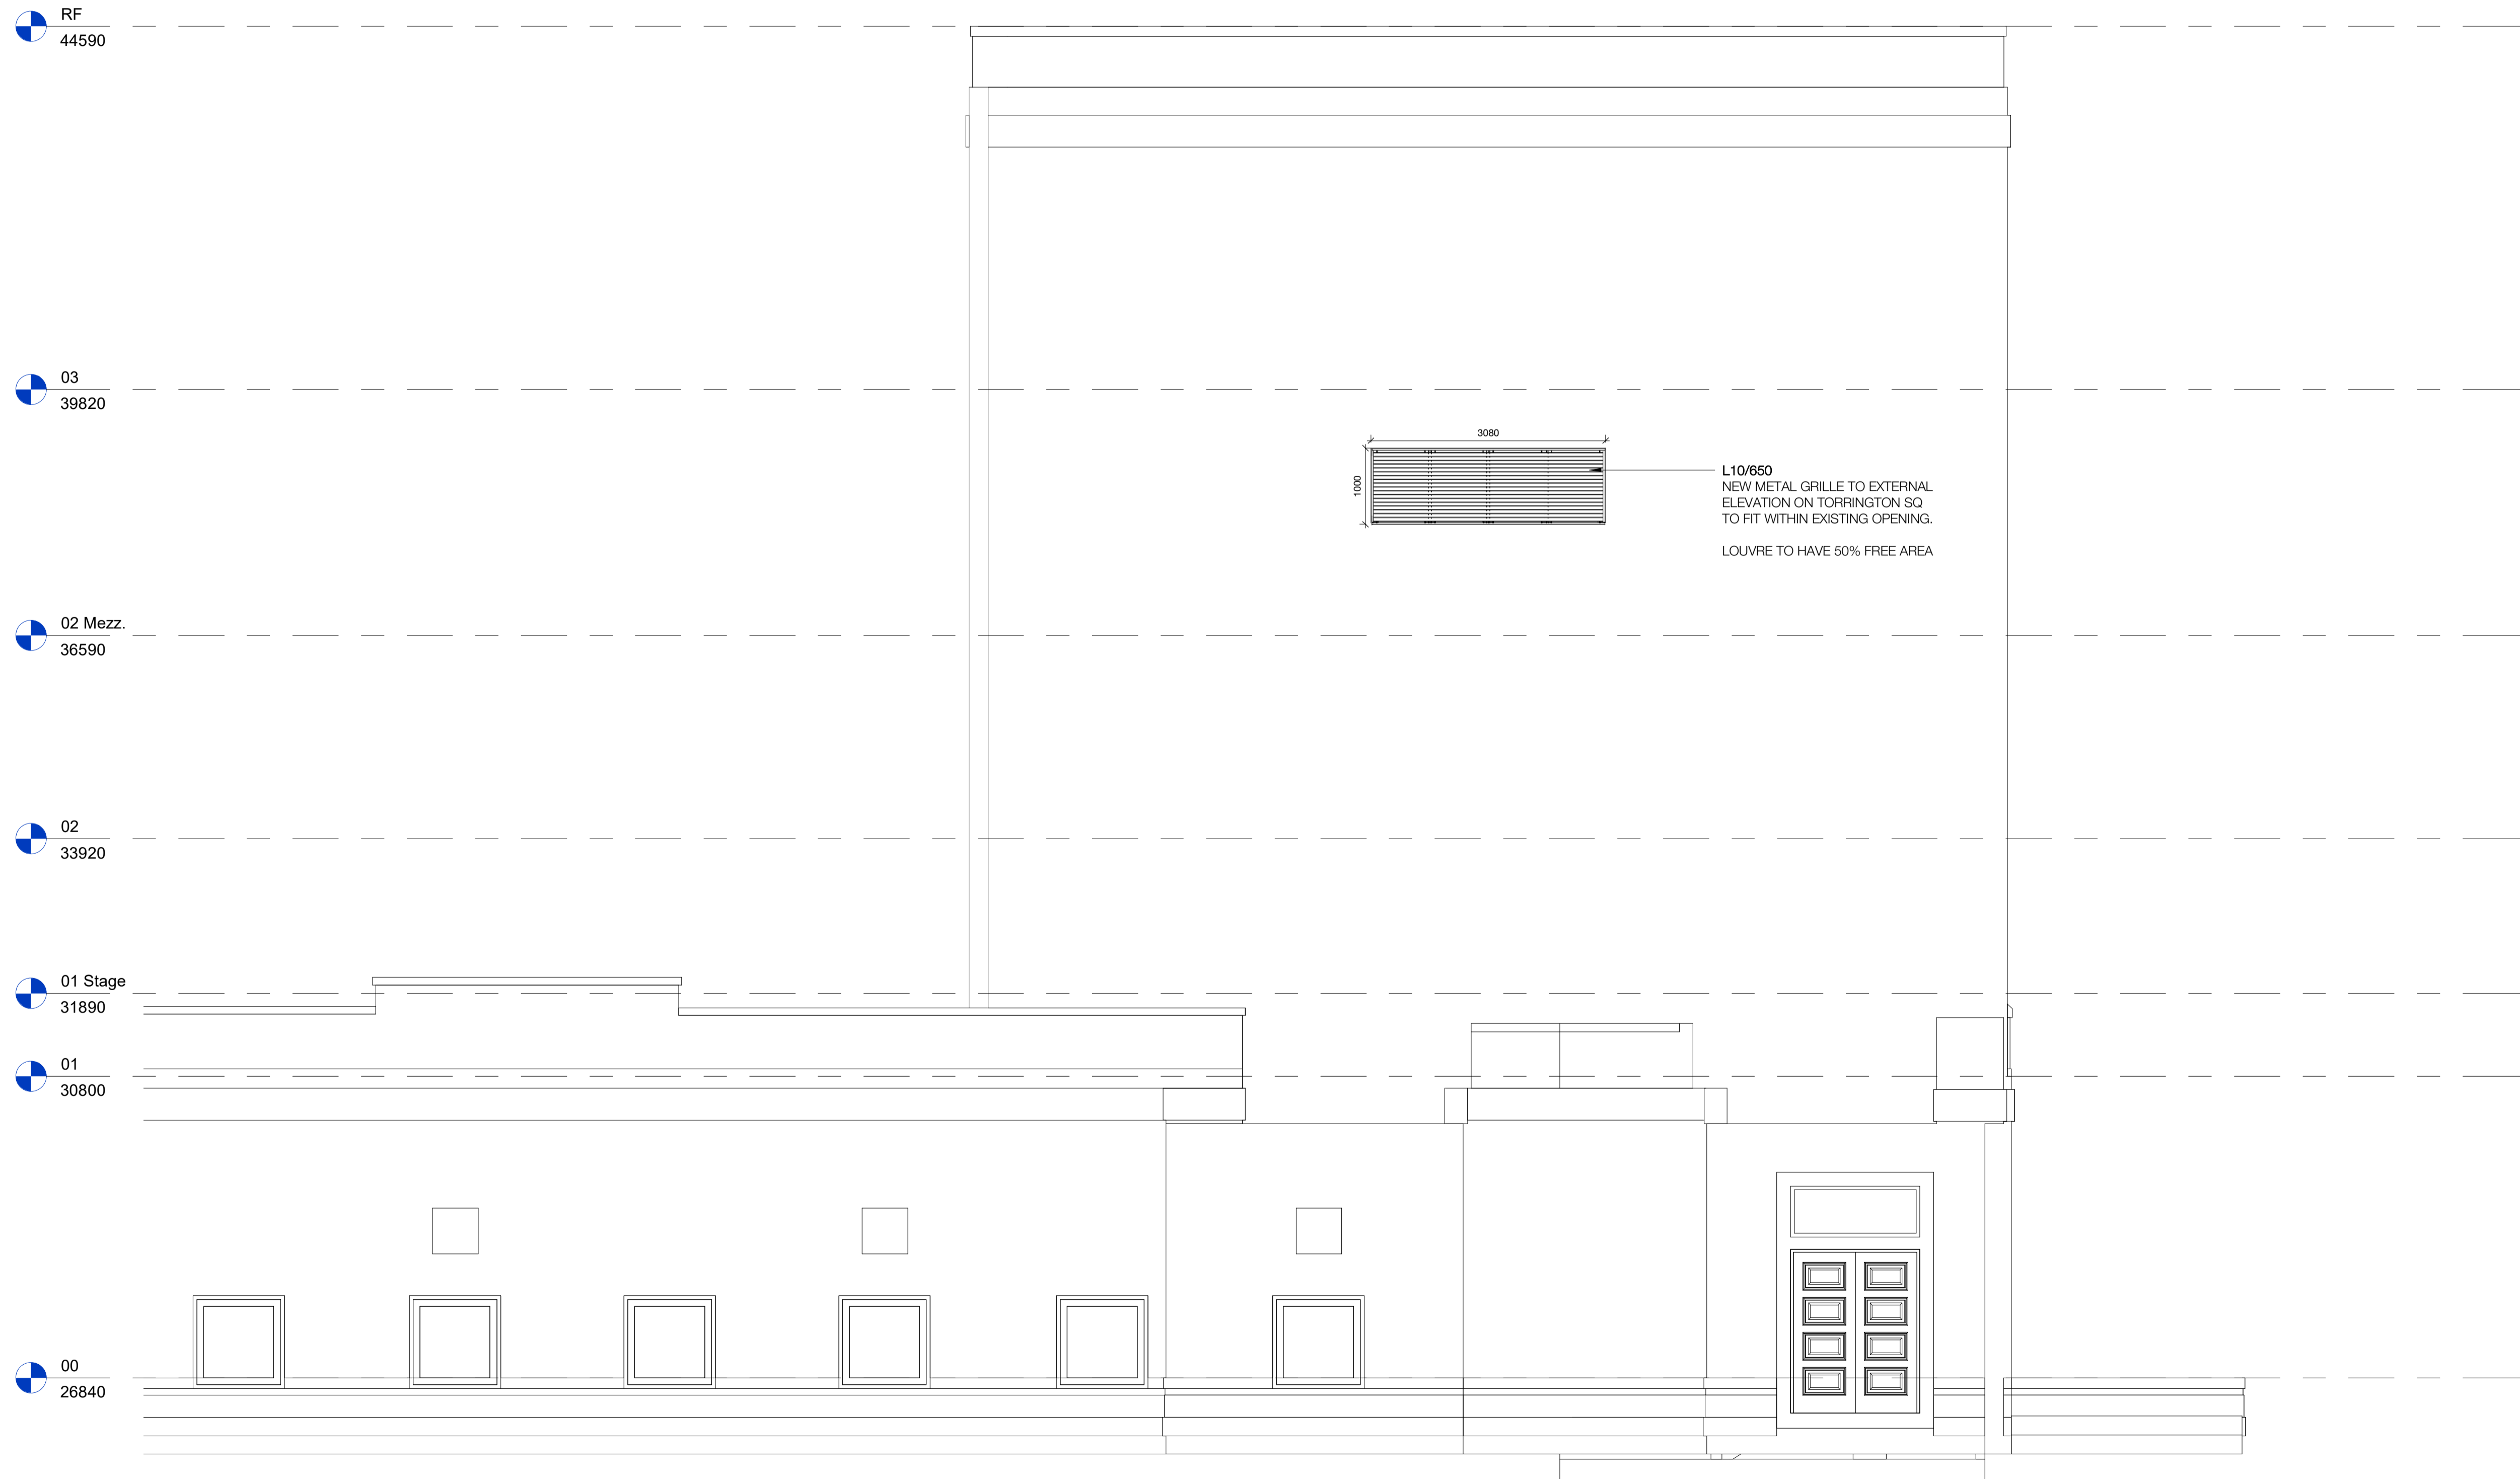 RF
44590
03
39820
3080
1000
L10/650
NEW METAL GRILLE TO EXTERNAL
ELEVATION ON TORRINGTON SQ
TO FIT WITHIN EXISTING OPENING.
LOUVRE TO HAVE 50% FREE AREA
02 Mezz.
36590
02
33920
01 Stage
31890
01
30800
00
26840